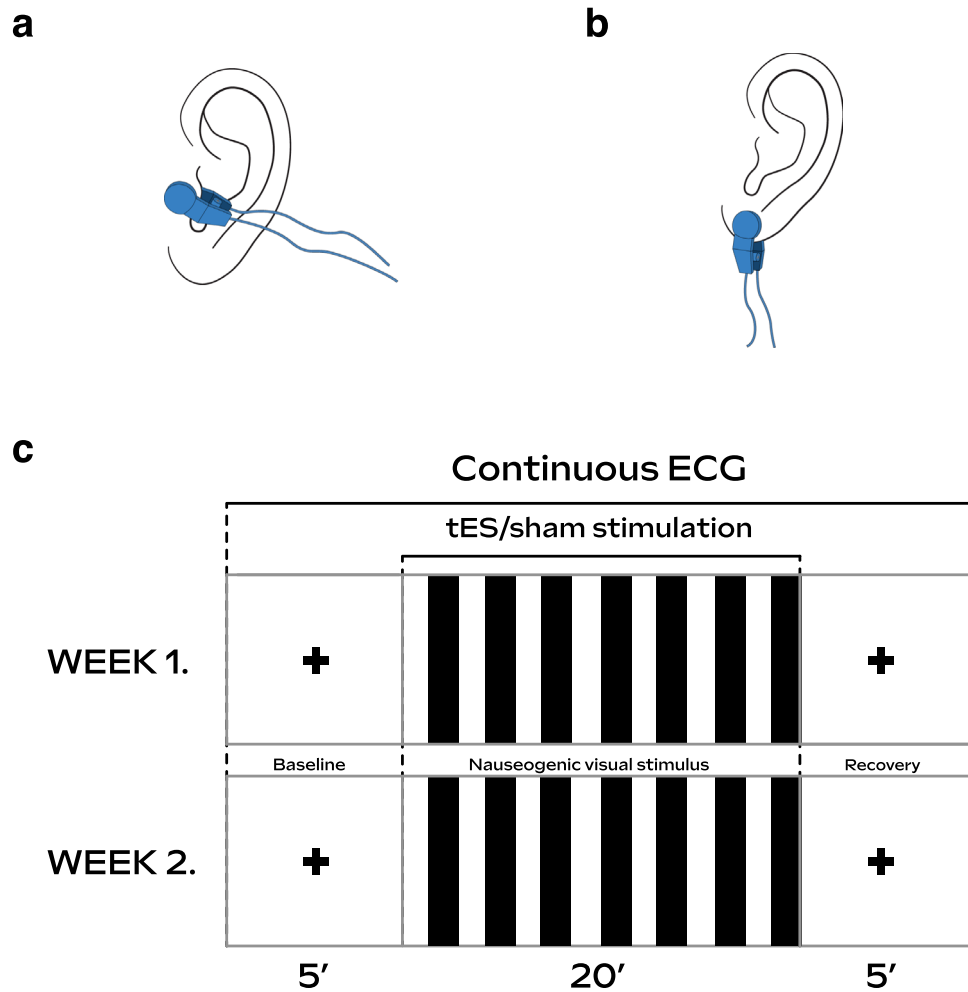 a
b
c
Continuous ECG
tES/sham stimulation
WEEK 1.
Baseline
Nauseogenic visual stimulus
Recovery
WEEK 2.
5′
20′
5′